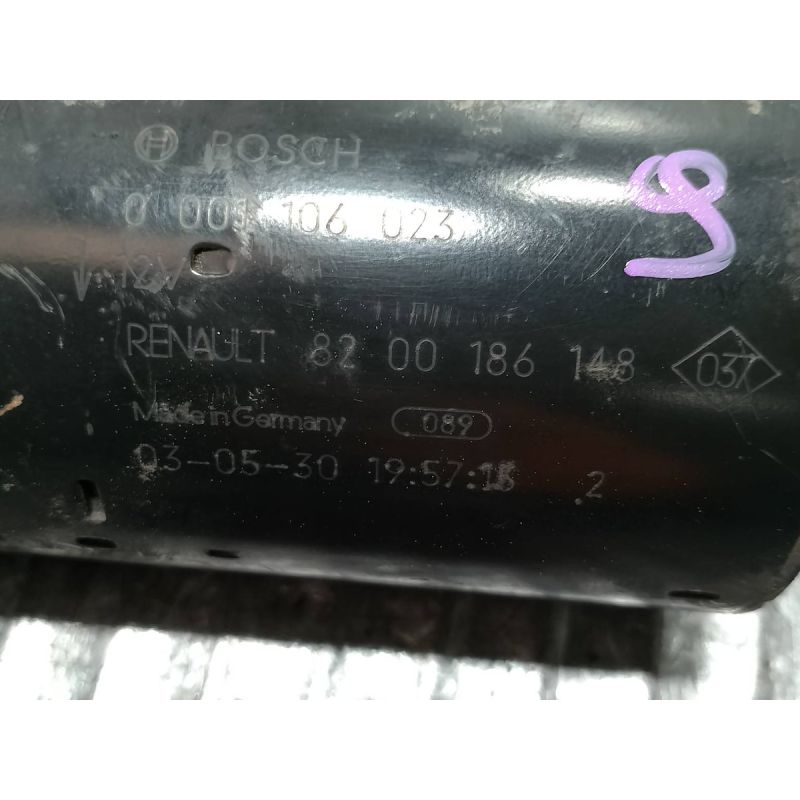 BOSCH
0 001 106 023
12V
RENAULT 82 00 186 148 037
Made in Germany 089
03-05-30 19:57: 2
9